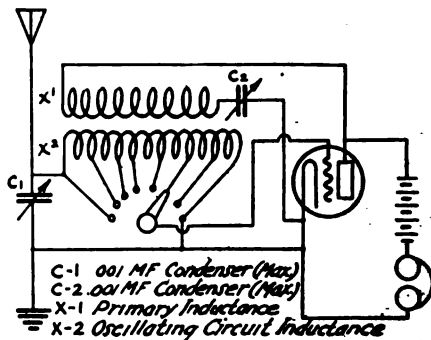 C2
X'
X²
C1
C-1 .001 MF Condenser (Max)
C-2 .001 MF Condenser (Max)
X-1 Primary Inductance
X-2 Oscillating Circuit Inductance